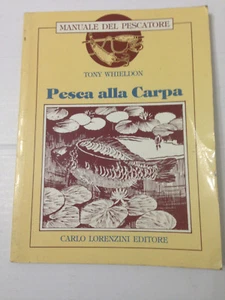 MANUALE DEL PESCATORE
TONY WHIELDON
Pesca alla Carpa
CARLO LORENZINI EDITORE